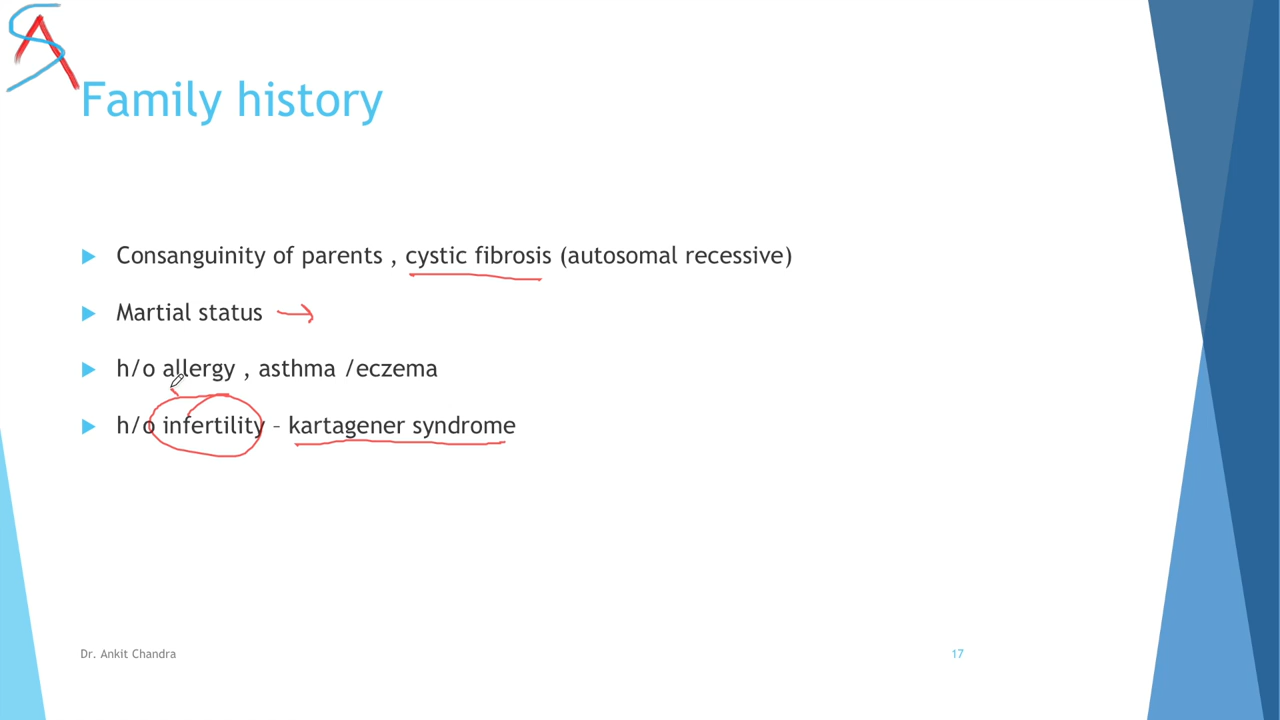 SA
Family history
Consanguinity of parents , cystic fibrosis (autosomal recessive)
Martial status
h/o allergy , asthma /eczema
h/o infertility – kartagener syndrome
Dr. Ankit Chandra
17